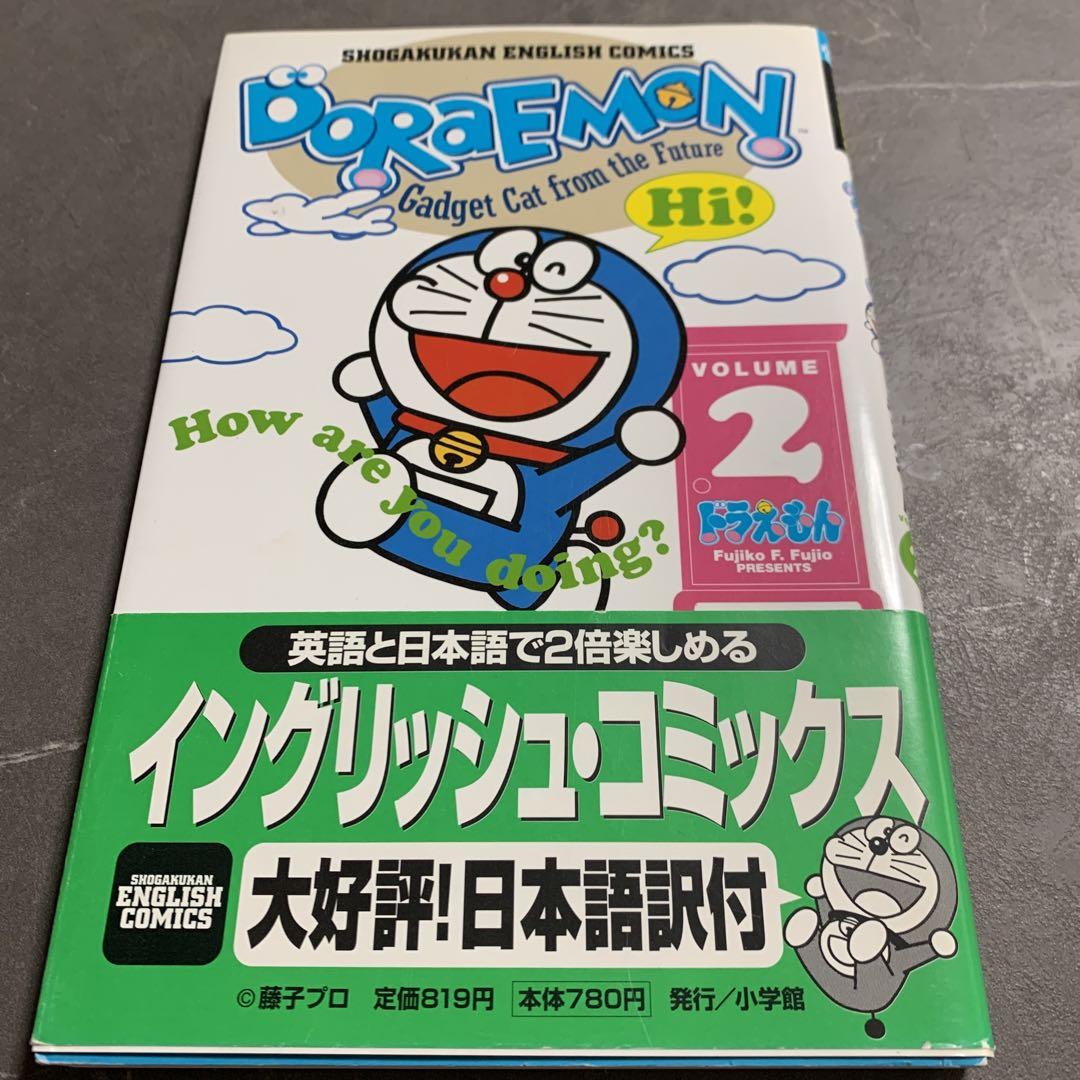 SHOGAKUKAN ENGLISH COMICS
DORAEMON
Gadget Cat from the Future
Hi!
How are you doing?
VOLUME
2
ドラえもん
Fujiko F. Fujio
PRESENTS
英語と日本語で2倍楽しめる
イングリッシュ・コミックス
SHOGAKUKAN
ENGLISH
COMICS
大好評!日本語訳付
©藤子プロ 定価819円 本体780円 発行/小学館